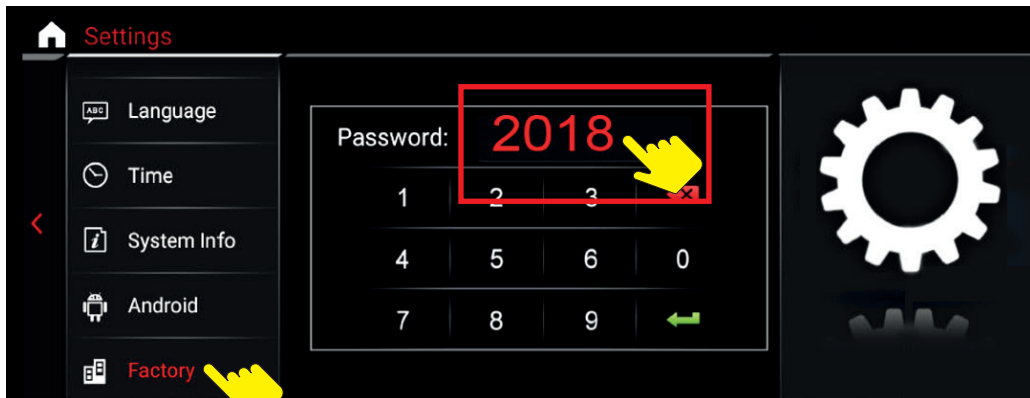 Settings
ABC Language
Time
i System Info
Android
Factory
Password: 2018
1 2 3
4 5 6 0
7 8 9